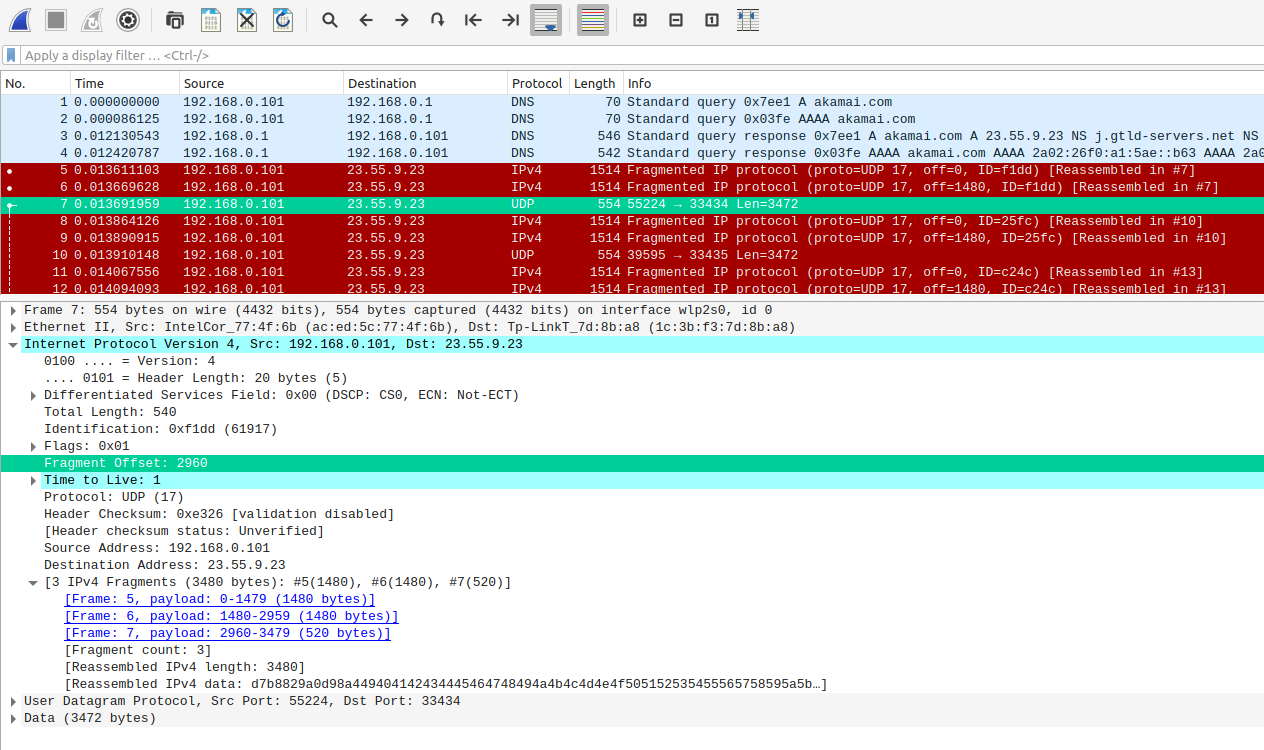 Apply a display filter … <Ctrl-/>
No. Time Source Destination Protocol Length Info
1 0.000000000 192.168.0.101 192.168.0.1 DNS 70 Standard query 0x7ee1 A akamai.com
2 0.000086125 192.168.0.101 192.168.0.1 DNS 70 Standard query 0x03fe AAAA akamai.com
3 0.012130543 192.168.0.1 192.168.0.101 DNS 546 Standard query response 0x7ee1 A akamai.com A 23.55.9.23 NS j.gtld-servers.net NS
4 0.012420787 192.168.0.1 192.168.0.101 DNS 542 Standard query response 0x03fe AAAA akamai.com AAAA 2a02:26f0:a1:5ae::b63 AAAA 2a0
5 0.013611103 192.168.0.101 23.55.9.23 IPv4 1514 Fragmented IP protocol (proto=UDP 17, off=0, ID=f1dd) [Reassembled in #7]
6 0.013669628 192.168.0.101 23.55.9.23 IPv4 1514 Fragmented IP protocol (proto=UDP 17, off=1480, ID=f1dd) [Reassembled in #7]
7 0.013691959 192.168.0.101 23.55.9.23 UDP 554 55224 → 33434 Len=3472
8 0.013864126 192.168.0.101 23.55.9.23 IPv4 1514 Fragmented IP protocol (proto=UDP 17, off=0, ID=25fc) [Reassembled in #10]
9 0.013890915 192.168.0.101 23.55.9.23 IPv4 1514 Fragmented IP protocol (proto=UDP 17, off=1480, ID=25fc) [Reassembled in #10]
10 0.013910148 192.168.0.101 23.55.9.23 UDP 554 39595 → 33435 Len=3472
11 0.014067556 192.168.0.101 23.55.9.23 IPv4 1514 Fragmented IP protocol (proto=UDP 17, off=0, ID=c24c) [Reassembled in #13]
12 0.014094093 192.168.0.101 23.55.9.23 IPv4 1514 Fragmented IP protocol (proto=UDP 17, off=1480, ID=c24c) [Reassembled in #13]
Frame 7: 554 bytes on wire (4432 bits), 554 bytes captured (4432 bits) on interface wlp2s0, id 0
Ethernet II, Src: IntelCor_77:4f:6b (ac:ed:5c:77:4f:6b), Dst: Tp-LinkT_7d:8b:a8 (1c:3b:f3:7d:8b:a8)
Internet Protocol Version 4, Src: 192.168.0.101, Dst: 23.55.9.23
0100 .... = Version: 4
.... 0101 = Header Length: 20 bytes (5)
Differentiated Services Field: 0x00 (DSCP: CS0, ECN: Not-ECT)
Total Length: 540
Identification: 0xf1dd (61917)
Flags: 0x01
Fragment Offset: 2960
Time to Live: 1
Protocol: UDP (17)
Header Checksum: 0xe326 [validation disabled]
[Header checksum status: Unverified]
Source Address: 192.168.0.101
Destination Address: 23.55.9.23
[3 IPv4 Fragments (3480 bytes): #5(1480), #6(1480), #7(520)]
[Frame: 5, payload: 0-1479 (1480 bytes)]
[Frame: 6, payload: 1480-2959 (1480 bytes)]
[Frame: 7, payload: 2960-3479 (520 bytes)]
[Fragment count: 3]
[Reassembled IPv4 length: 3480]
[Reassembled IPv4 data: d7b8829a0d98a449404142434445464748494a4b4c4d4e4f505152535455565758595a5b…]
User Datagram Protocol, Src Port: 55224, Dst Port: 33434
Data (3472 bytes)